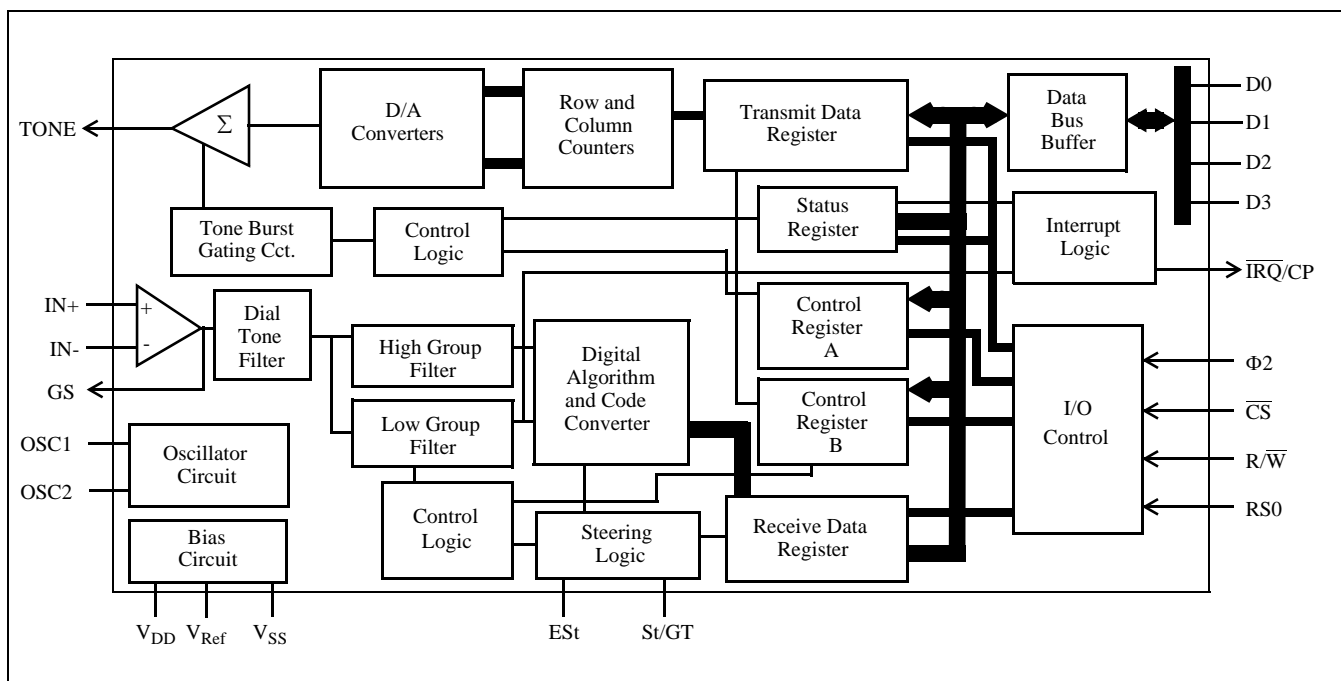 TONE
Σ
D/A
Converters
Row and
Column
Counters
Transmit Data
Register
Data
Bus
Buffer
D0
D1
D2
D3
Tone Burst
Gating Cct.
Control
Logic
Status
Register
Interrupt
Logic
I̅R̅Q̅/CP
IN+
IN-
GS
+
-
Dial
Tone
Filter
High Group
Filter
Low Group
Filter
Digital
Algorithm
and Code
Converter
Control
Register
A
Control
Register
B
I/O
Control
Φ2
C̅S̅
R/W̅
RS0
OSC1
OSC2
Oscillator
Circuit
Bias
Circuit
Control
Logic
Steering
Logic
Receive Data
Register
VDD VRef VSS
ESt
St/GT